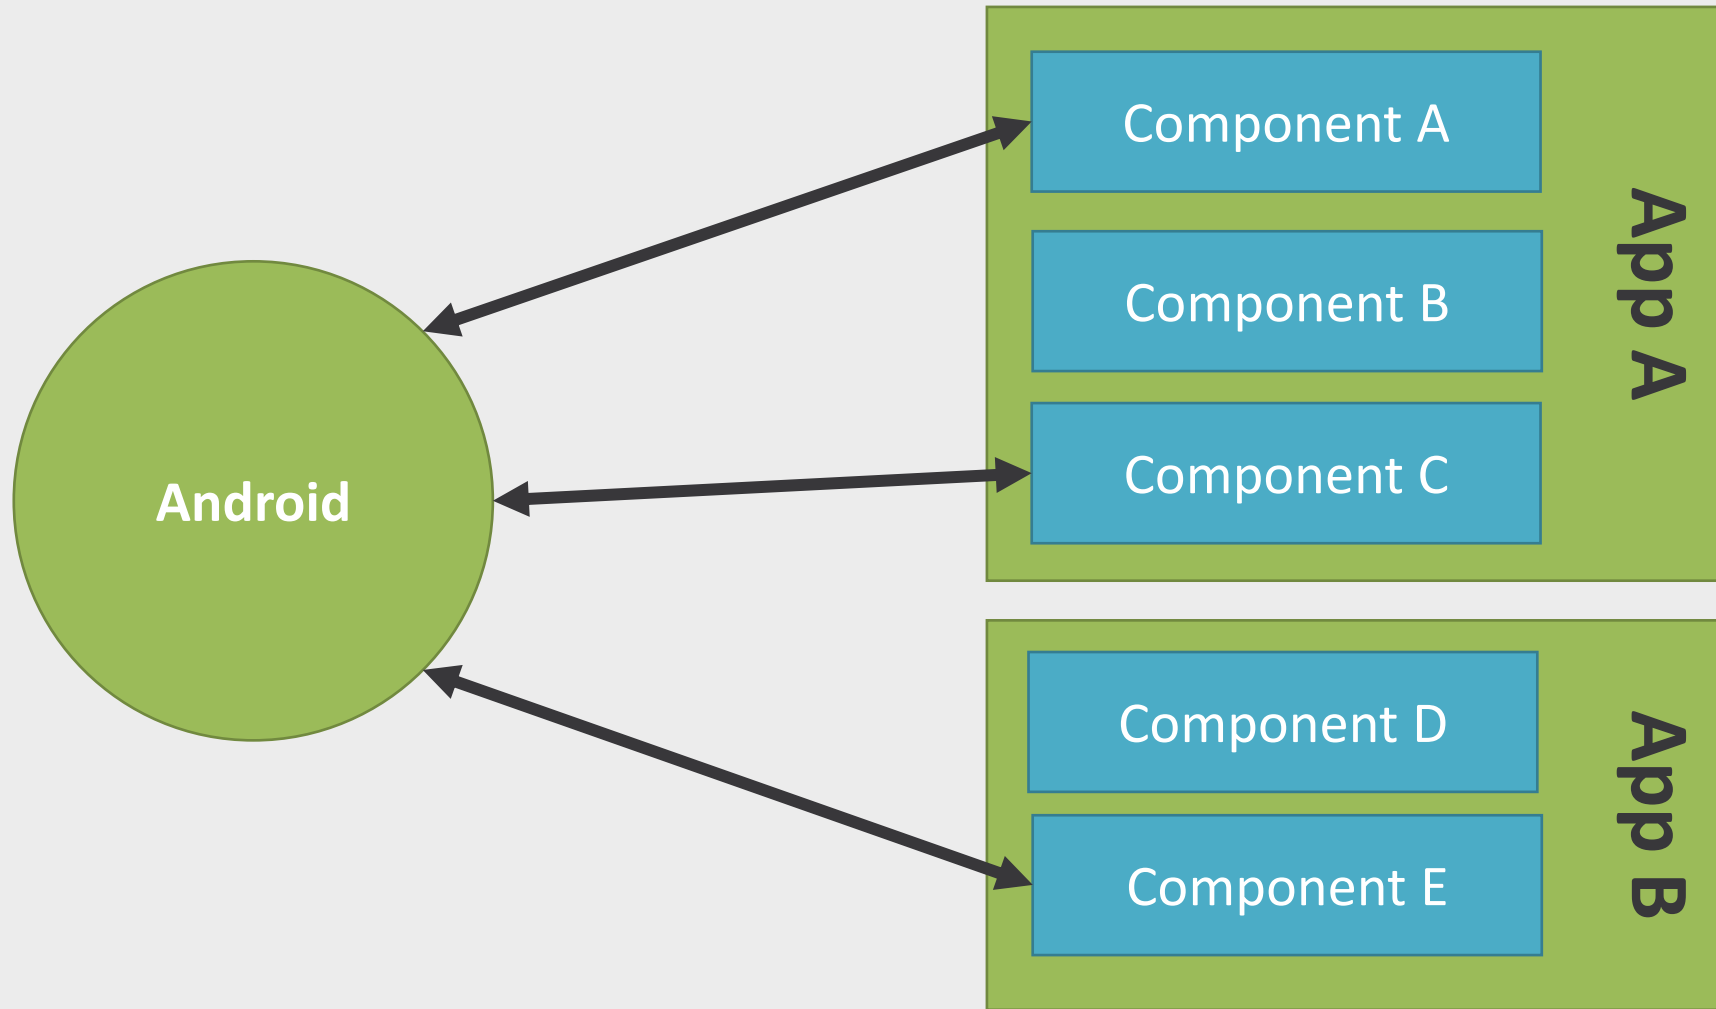 Android
Component A
Component B
Component C
App A
Component D
Component E
App B